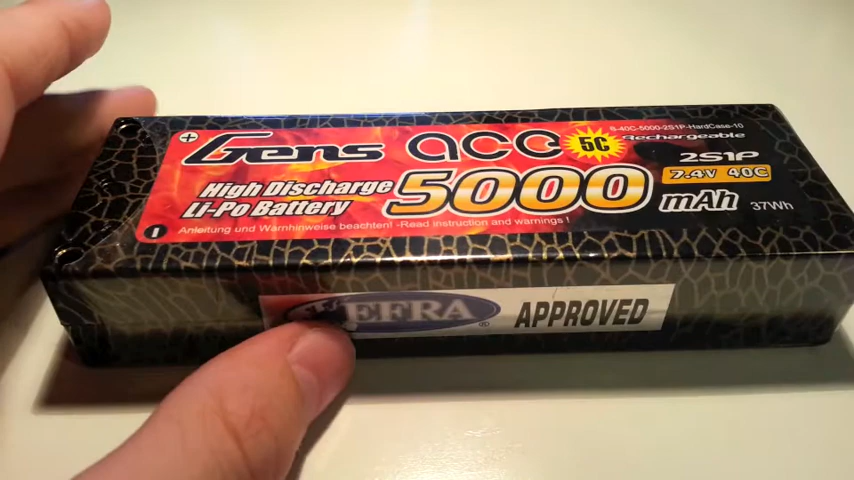 B-40C-5000-2S1P-HardCase-10
Gens ace 5C Rechargeable
2S1P
High Discharge
Li-Po Battery
5000 mAh
7.4V 40C
37Wh
Anleitung und Warnhinweise beachten!-Read instruction and warnings !
EFRA ® APPROVED